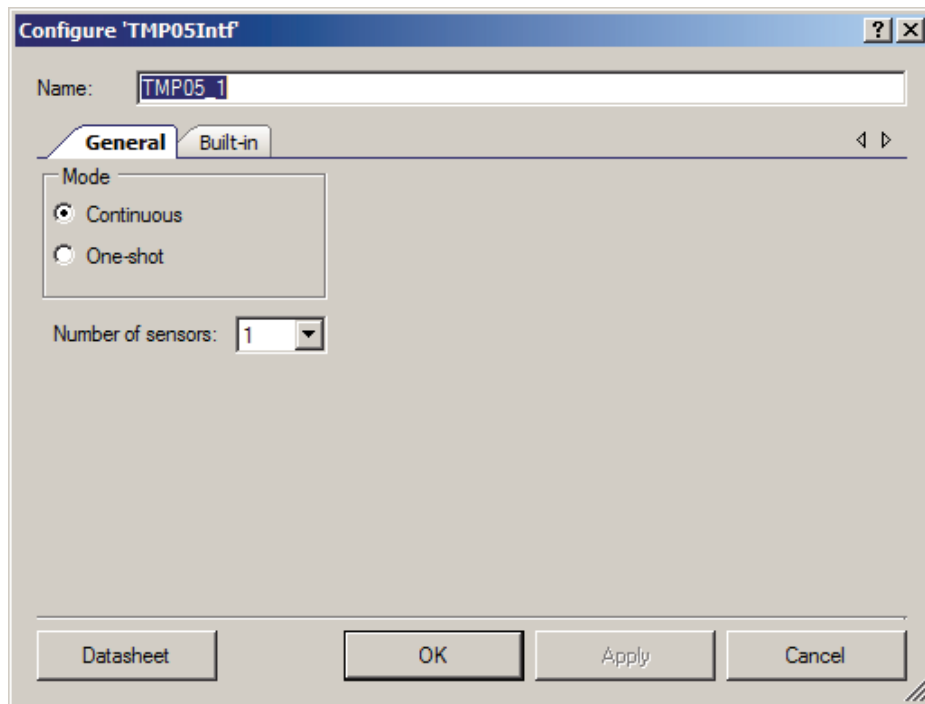 Configure 'TMP05Intf'
Name: TMP05_1
General Built-in
Mode
Continuous
One-shot
Number of sensors: 1
Datasheet OK Apply Cancel